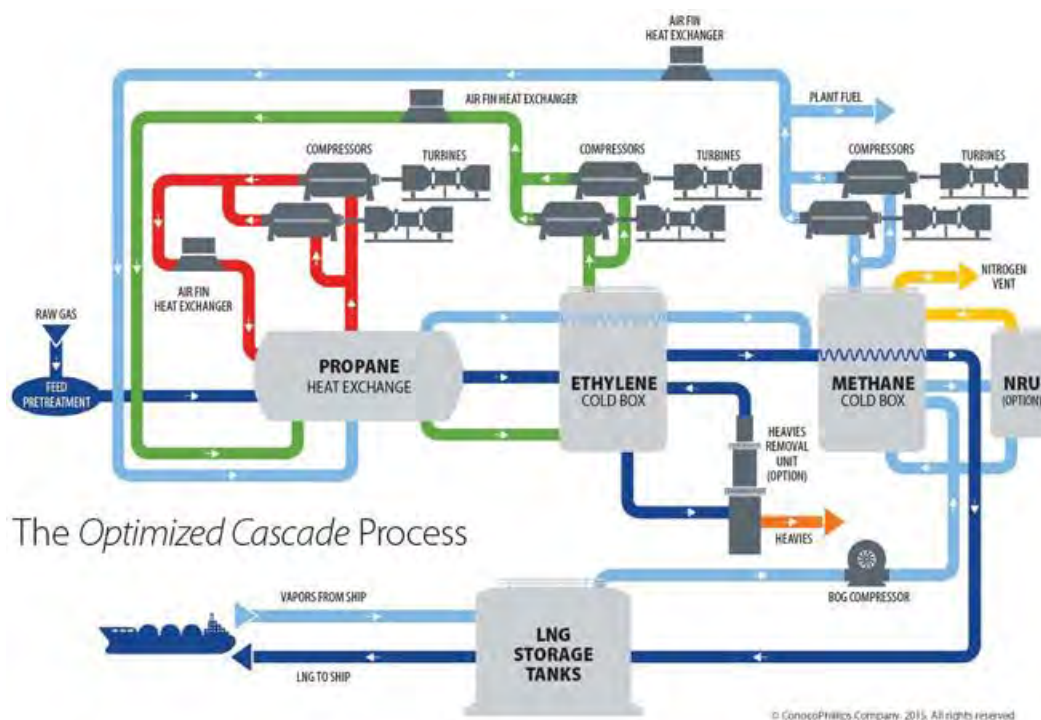 AIR FIN
HEAT EXCHANGER
AIR FIN HEAT EXCHANGER
PLANT FUEL
COMPRESSORS
TURBINES
COMPRESSORS
TURBINES
COMPRESSORS
TURBINES
AIR FIN
HEAT EXCHANGER
NITROGEN
VENT
RAW GAS
FEED
PRETREATMENT
PROPANE
HEAT EXCHANGE
ETHYLENE
COLD BOX
METHANE
COLD BOX
NRU
(OPTION)
HEAVIES
REMOVAL
UNIT
(OPTION)
HEAVIES
The Optimized Cascade Process
BOG COMPRESSOR
VAPORS FROM SHIP
LNG
STORAGE
TANKS
LNG TO SHIP
© ConocoPhillips Company. 2015. All rights reserved